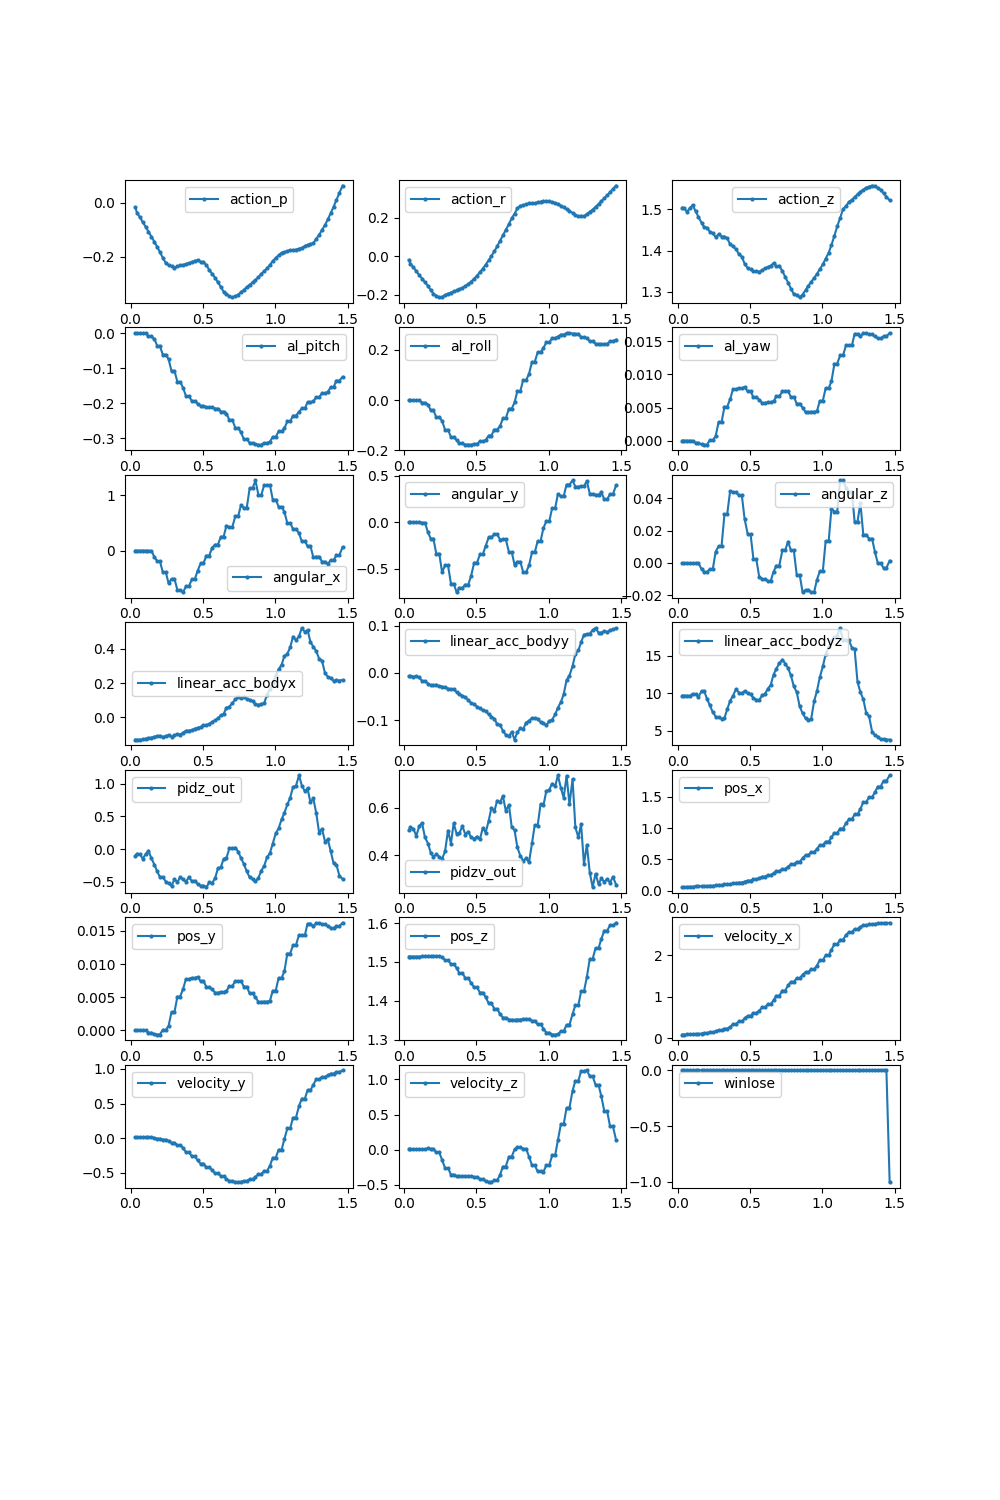 action_p
0.0
−0.2
0.0 0.5 1.0 1.5
action_r
0.2
0.0
−0.2
0.0 0.5 1.0 1.5
action_z
1.5
1.4
1.3
0.0 0.5 1.0 1.5
al_pitch
0.0
−0.1
−0.2
−0.3
0.0 0.5 1.0 1.5
al_roll
0.2
0.0
−0.2
0.0 0.5 1.0 1.5
al_yaw
0.015
0.010
0.005
0.000
0.0 0.5 1.0 1.5
angular_x
1
0
0.0 0.5 1.0 1.5
angular_y
0.5
0.0
−0.5
0.0 0.5 1.0 1.5
angular_z
0.04
0.02
0.00
−0.02
0.0 0.5 1.0 1.5
linear_acc_bodyx
0.4
0.2
0.0
0.0 0.5 1.0 1.5
linear_acc_bodyy
0.1
0.0
−0.1
0.0 0.5 1.0 1.5
linear_acc_bodyz
15
10
5
0.0 0.5 1.0 1.5
pidz_out
1.0
0.5
0.0
−0.5
0.0 0.5 1.0 1.5
pidzv_out
0.6
0.4
0.0 0.5 1.0 1.5
pos_x
1.5
1.0
0.5
0.0
0.0 0.5 1.0 1.5
pos_y
0.015
0.010
0.005
0.000
0.0 0.5 1.0 1.5
pos_z
1.6
1.5
1.4
1.3
0.0 0.5 1.0 1.5
velocity_x
2
1
0
0.0 0.5 1.0 1.5
velocity_y
1.0
0.5
0.0
−0.5
0.0 0.5 1.0 1.5
velocity_z
1.0
0.5
0.0
−0.5
0.0 0.5 1.0 1.5
winlose
0.0
−0.5
−1.0
0.0 0.5 1.0 1.5